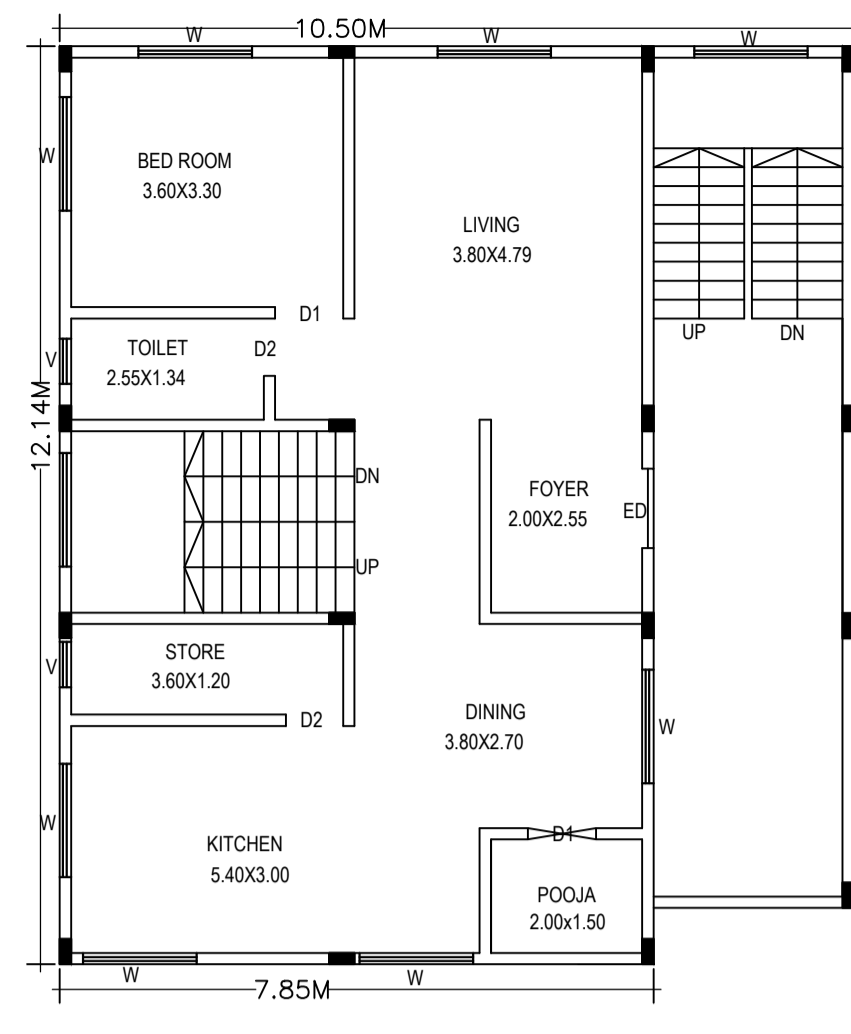 10.50M
W
W
W
W
BED ROOM
3.60X3.30
LIVING
3.80X4.79
D1
UP
DN
V
TOILET
2.55X1.34
D2
12.14M
DN
FOYER
2.00X2.55
ED
UP
STORE
3.60X1.20
V
D2
DINING
3.80X2.70
W
W
KITCHEN
5.40X3.00
D1
POOJA
2.00x1.50
W
W
7.85M